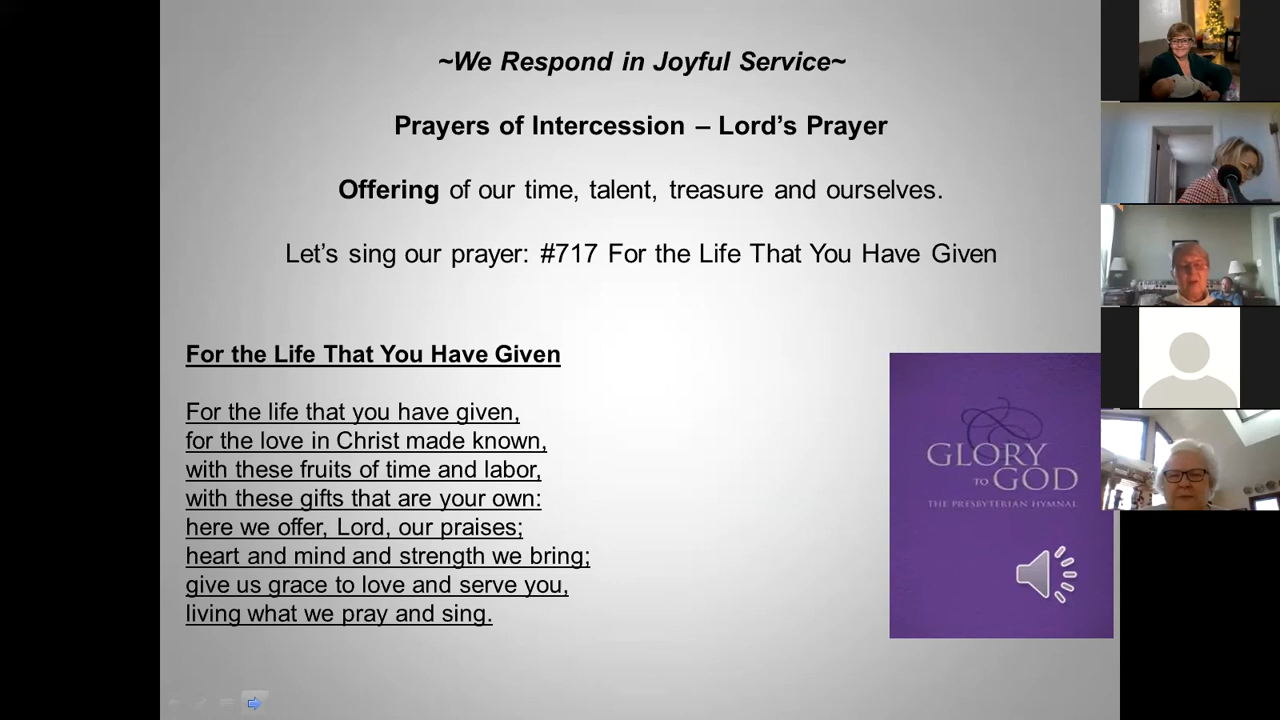 ~We Respond in Joyful Service~
Prayers of Intercession – Lord's Prayer
Offering of our time, talent, treasure and ourselves.
Let's sing our prayer: #717 For the Life That You Have Given
For the Life That You Have Given
For the life that you have given,
for the love in Christ made known,
with these fruits of time and labor,
with these gifts that are your own:
here we offer, Lord, our praises;
heart and mind and strength we bring;
give us grace to love and serve you,
living what we pray and sing.
GLORY
TO GOD
THE PRESBYTERIAN HYMNAL